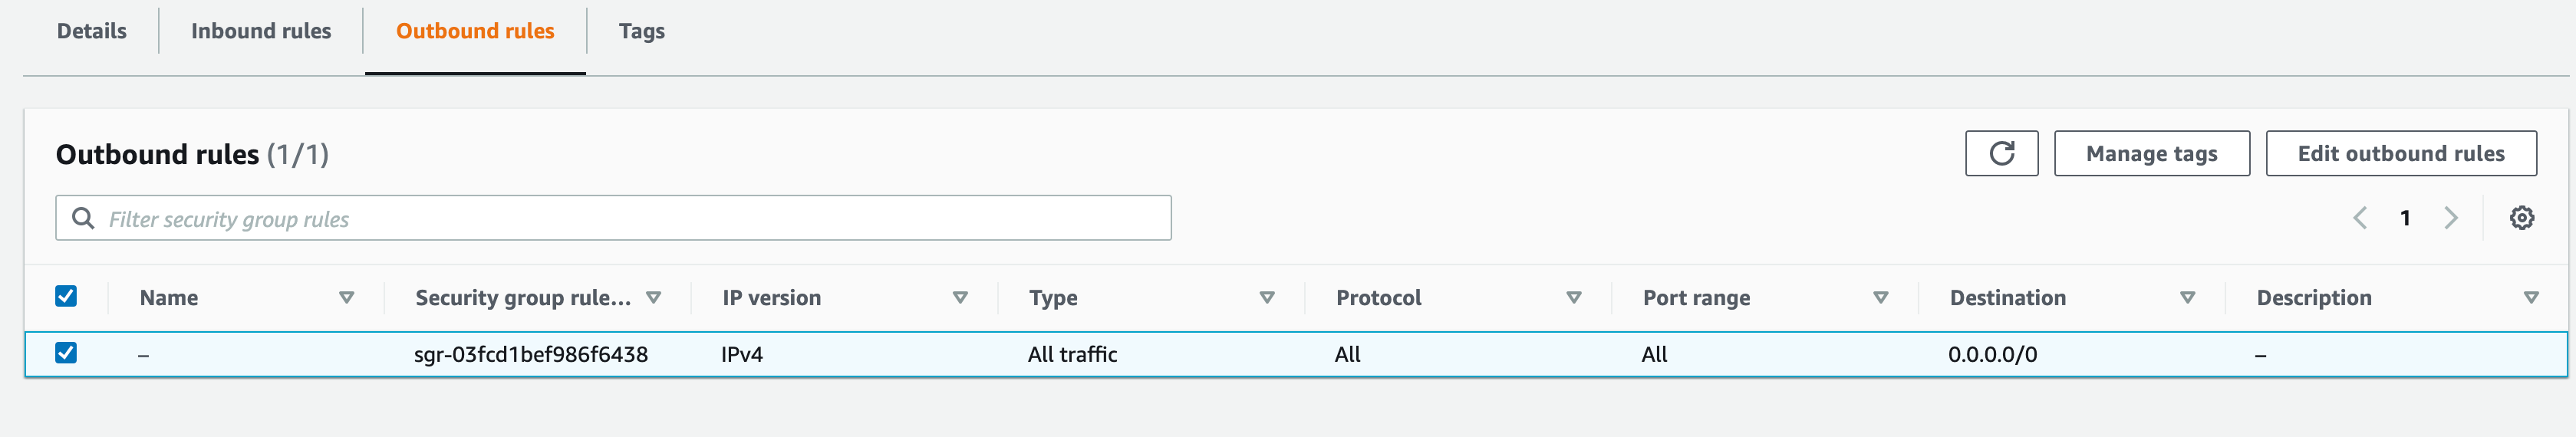 Details Inbound rules Outbound rules Tags
Outbound rules (1/1) Manage tags Edit outbound rules
Filter security group rules 1
Name Security group rule... IP version Type Protocol Port range Destination Description
– sgr-03fcd1bef986f6438 IPv4 All traffic All All 0.0.0.0/0 –